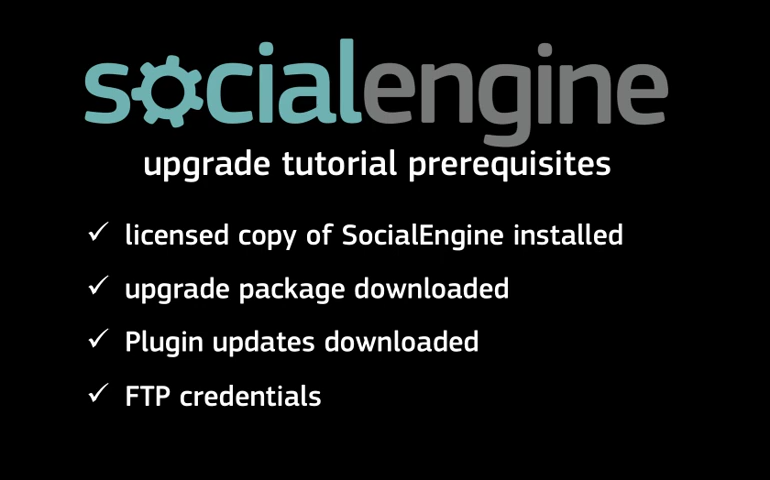 socialengine
upgrade tutorial prerequisites
✓ licensed copy of SocialEngine installed
✓ upgrade package downloaded
✓ Plugin updates downloaded
✓ FTP credentials